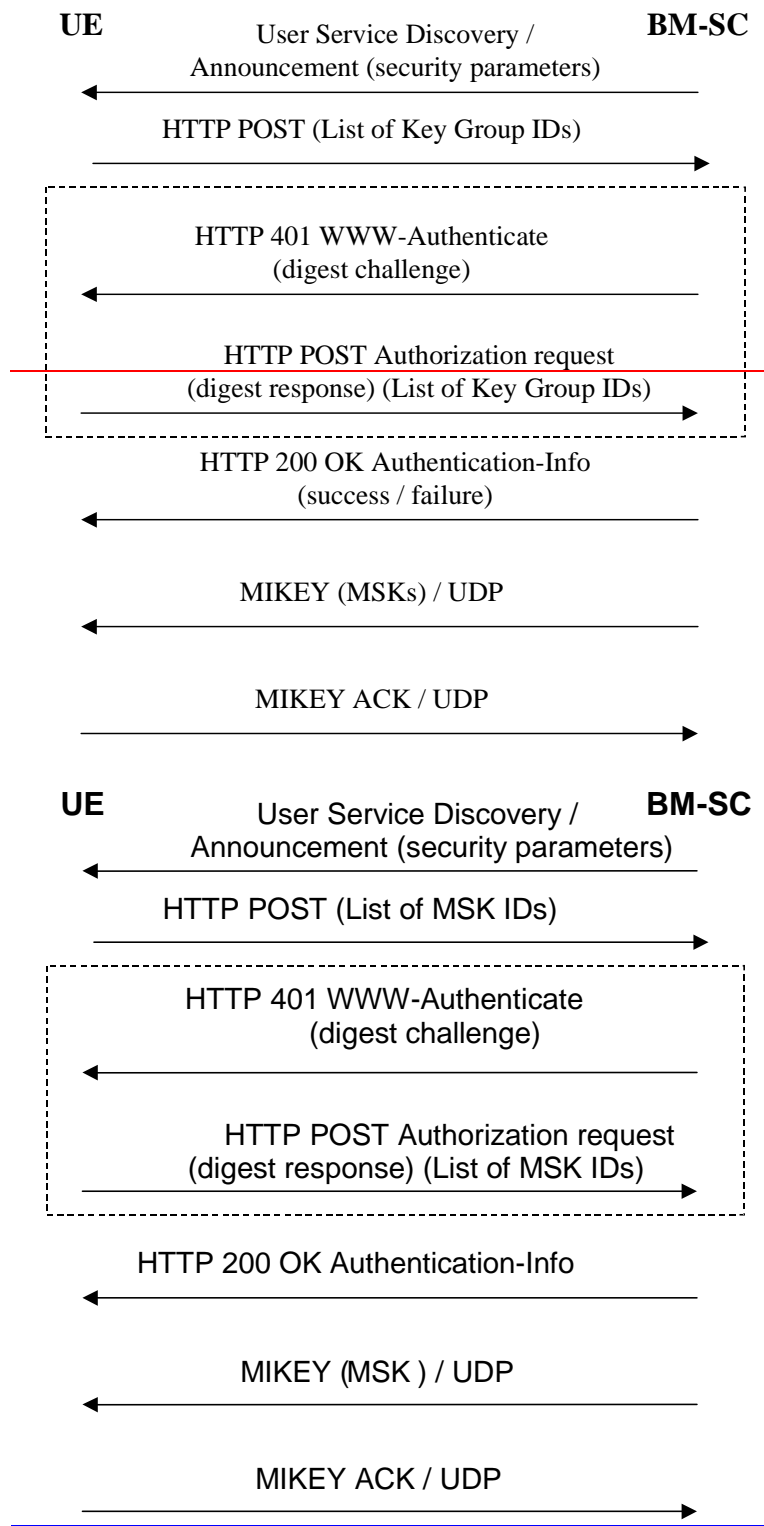 UE
User Service Discovery /
BM-SC
Announcement (security parameters)
HTTP POST (List of Key Group IDs)
HTTP 401 WWW-Authenticate
(digest challenge)
HTTP POST Authorization request
(digest response) (List of Key Group IDs)
HTTP 200 OK Authentication-Info
(success / failure)
MIKEY (MSKs) / UDP
MIKEY ACK / UDP
UE
User Service Discovery /
BM-SC
Announcement (security parameters)
HTTP POST (List of MSK IDs)
HTTP 401 WWW-Authenticate
(digest challenge)
HTTP POST Authorization request
(digest response) (List of MSK IDs)
HTTP 200 OK Authentication-Info
MIKEY (MSK ) / UDP
MIKEY ACK / UDP